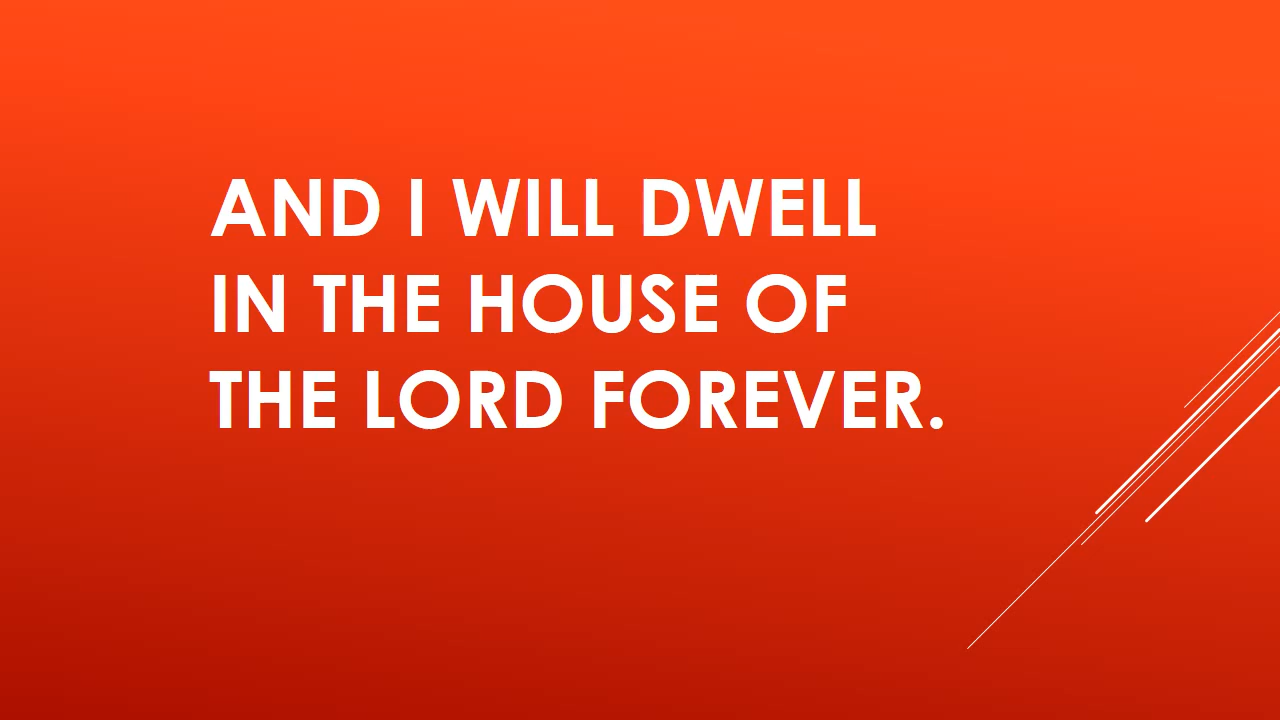 AND I WILL DWELL
IN THE HOUSE OF
THE LORD FOREVER.